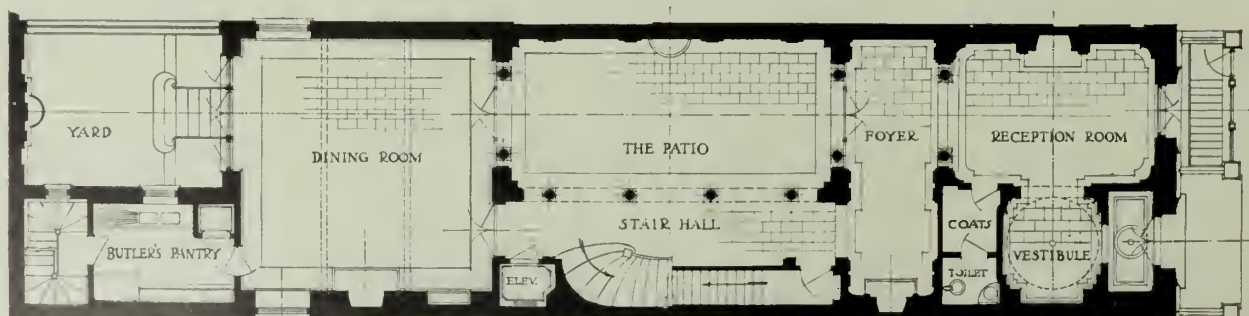 YARD
DINING ROOM
THE PATIO
FOYER
RECEPTION ROOM
BUTLER'S PANTRY
STAIR HALL
ELEV.
COATS
TOILET
VESTIBULE